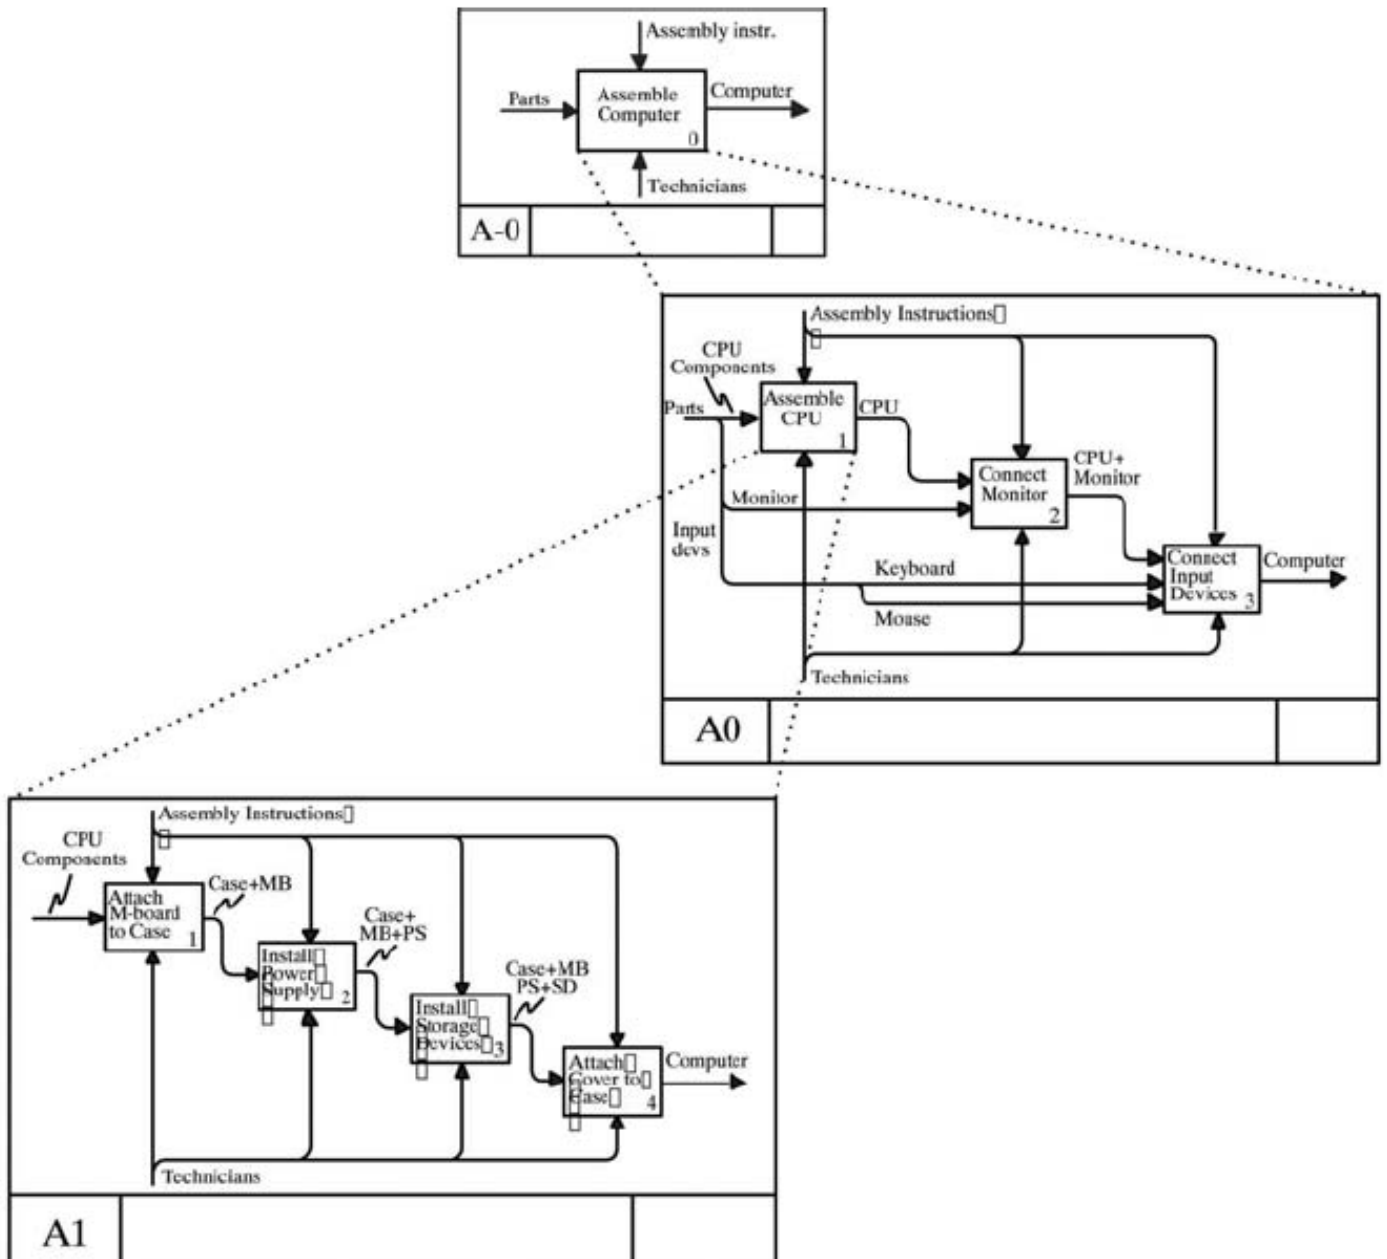 Assembly instr.
Parts
Assemble
Computer
0
Computer
Technicians
A-0
Assembly Instructions▯
▯
CPU
Components
Parts
Assemble
CPU
1
CPU
Connect
Monitor
2
CPU+
Monitor
Monitor
Input
devs
Keyboard
Mouse
Connect
Input
Devices
3
Computer
Technicians
A0
Assembly Instructions▯
▯
CPU
Components
Attach
M-board
to Case
1
Case+MB
Install▯
Power▯
Supply▯
2
Case+
MB+PS
Install▯
Storage▯
Devices▯
3
Case+MB
PS+SD
Attach▯
Cover to▯
Case▯
4
Computer
Technicians
A1